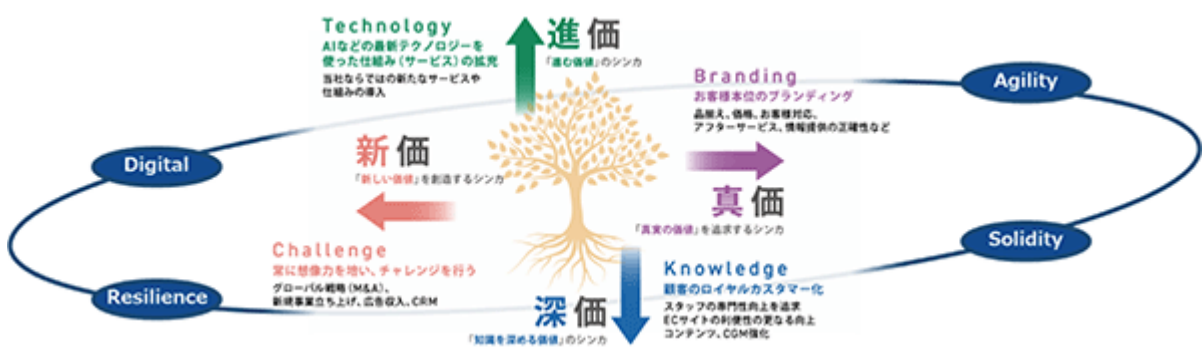 Technology
AIなどの最新テクノロジーを
使った仕組み(サービス)の拡充
当社ならではの新たなサービスや
仕組みの導入
進価
「進む価値」のシンカ
Branding
お客様本位のブランディング
品揃え、価格、お客様対応、
アフターサービス、情報提供の正確性など
Agility
Digital
新価
「新しい価値」を創造するシンカ
真価
「真実の価値」を追求するシンカ
Solidity
Challenge
常に想像力を培い、チャレンジを行う
グローバル戦略(M&A)、
新規事業立ち上げ、広告収入、CRM
Resilience
深価
「知識を深める価値」のシンカ
Knowledge
顧客のロイヤルカスタマー化
スタッフの専門性向上を追求
ECサイトの利便性の更なる向上
コンテンツ、CGM強化